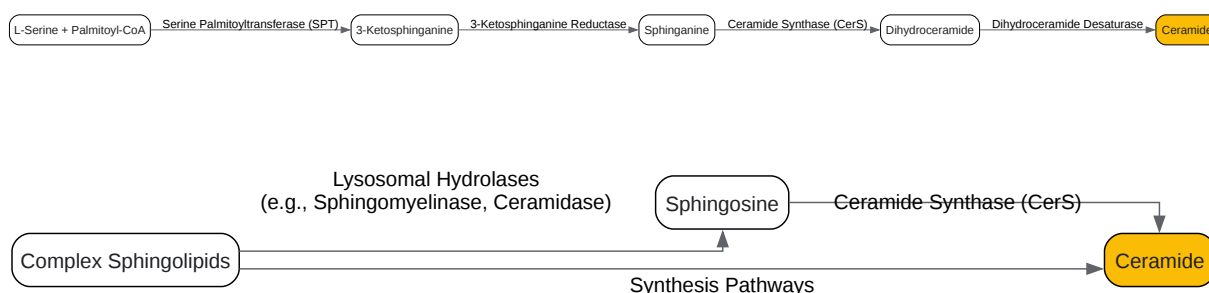 L-Serine + Palmitoyl-CoA
Serine Palmitoyltransferase (SPT)
3-Ketosphinganine
3-Ketosphinganine Reductase
Sphinganine
Ceramide Synthase (CerS)
Dihydroceramide
Dihydroceramide Desaturase
Ceramide
Lysosomal Hydrolases
(e.g., Sphingomyelinase, Ceramidase)
Sphingosine
Ceramide Synthase (CerS)
Complex Sphingolipids
Ceramide
Synthesis Pathways